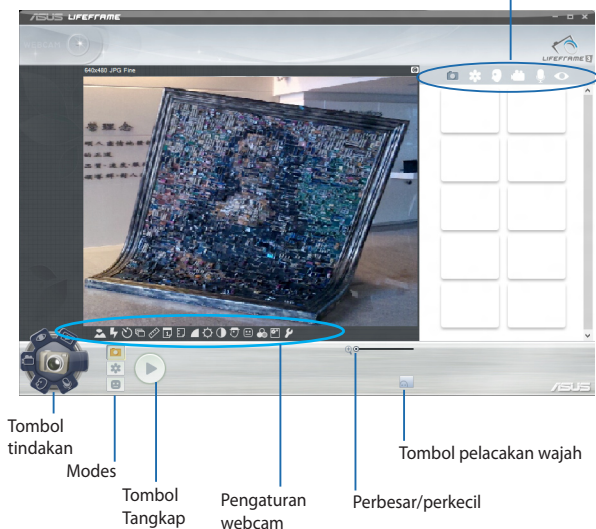 ASUS LIFEFRAME
LIFEFRAME 3
640x480 JPG Fine
ASUS
Tombol
tindakan
Modes
Tombol
Tangkap
Pengaturan
webcam
Perbesar/perkecil
Tombol pelacakan wajah